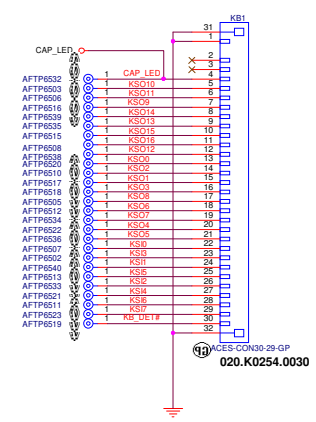 KB1
31
1
CAP_LED
2
3
AFTP6532 1 CAP_LED 4
AFTP6503 1 KSO10 5
AFTP6506 1 KSO11 6
AFTP6516 1 KSO9 7
AFTP6539 1 KSO14 8
AFTP6535 1 KSO13 9
AFTP6515 1 KSO15 10
1 KSO16 11
AFTP6508 1 KSO12 12
AFTP6538 1 KSO0 13
AFTP6520 1 KSO2 14
AFTP6510 1 KSO1 15
AFTP6517 1 KSO3 16
AFTP6518 1 KSO8 17
AFTP6505 1 KSO6 18
AFTP6512 1 KSO7 19
AFTP6534 1 KSO4 20
AFTP6522 1 KSO5 21
AFTP6536 1 KSI0 22
AFTP6507 1 KSI3 23
AFTP6502 1 KSI1 24
AFTP6540 1 KSI5 25
AFTP6513 1 KSI2 26
AFTP6533 1 KSI4 27
AFTP6521 1 KSI6 28
AFTP6511 1 KSI7 29
AFTP6523 1 KB_DET# 30
AFTP6519
32
ACES-CON30-29-GP
020.K0254.0030